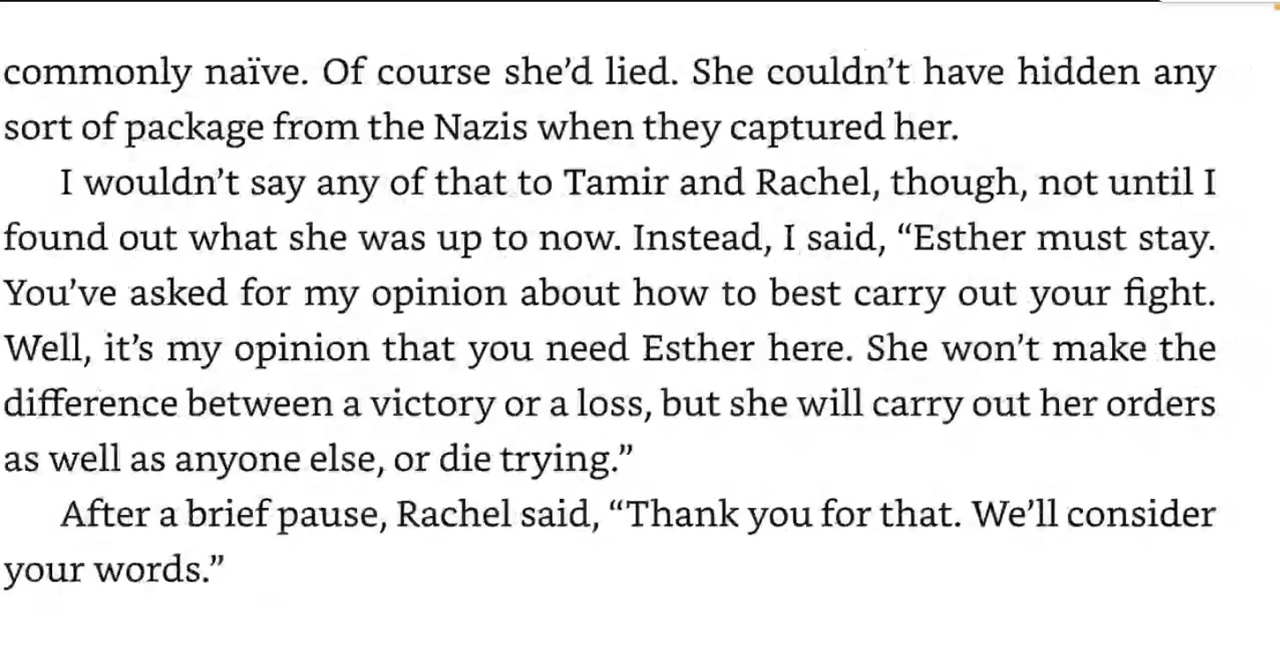 commonly naïve. Of course she’d lied. She couldn’t have hidden any
sort of package from the Nazis when they captured her.
I wouldn’t say any of that to Tamir and Rachel, though, not until I
found out what she was up to now. Instead, I said, “Esther must stay.
You’ve asked for my opinion about how to best carry out your fight.
Well, it’s my opinion that you need Esther here. She won’t make the
difference between a victory or a loss, but she will carry out her orders
as well as anyone else, or die trying.”
After a brief pause, Rachel said, “Thank you for that. We’ll consider
your words.”